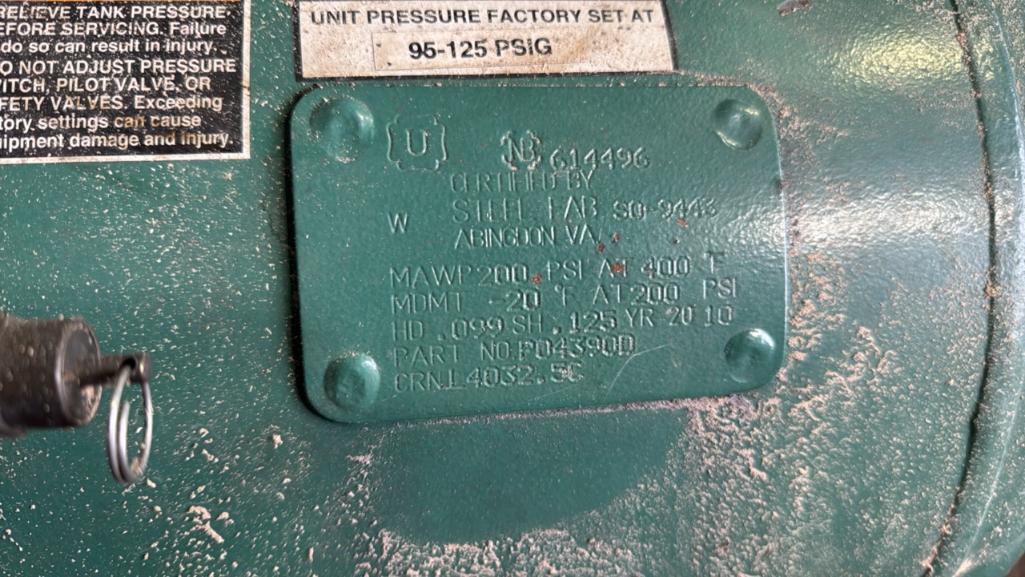 RELIEVE TANK PRESSURE
BEFORE SERVICING. Failure
do so can result in injury.
DO NOT ADJUST PRESSURE
ITCH, PILOT VALVE, OR
FETY VALVES. Exceeding
tory settings can cause
uipment damage and injury
UNIT PRESSURE FACTORY SET AT
95-125 PSIG
U NB 614496
CERTIFIED BY
W STEEL FAB
ABINGDON VA.
MAWP 200 PSI AT 400 °F
MDMT -20 °F AT 200 PSI
HD .099 SH .125 YR 2010
PART NO.
CRN.L4032.5C